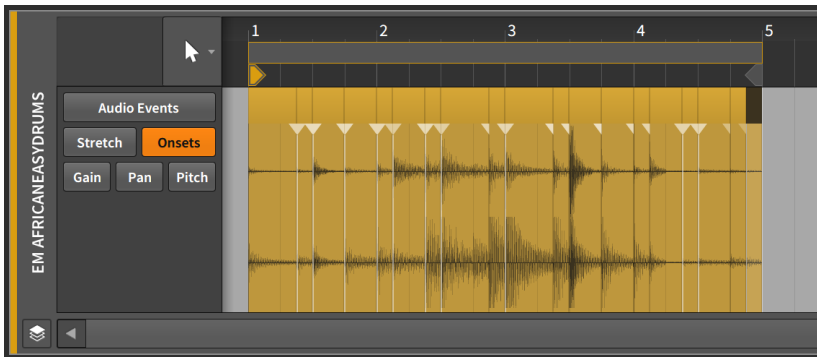 1 2 3 4 5
EM AFRICANEASYDRUMS
Audio Events
Stretch Onsets
Gain Pan Pitch